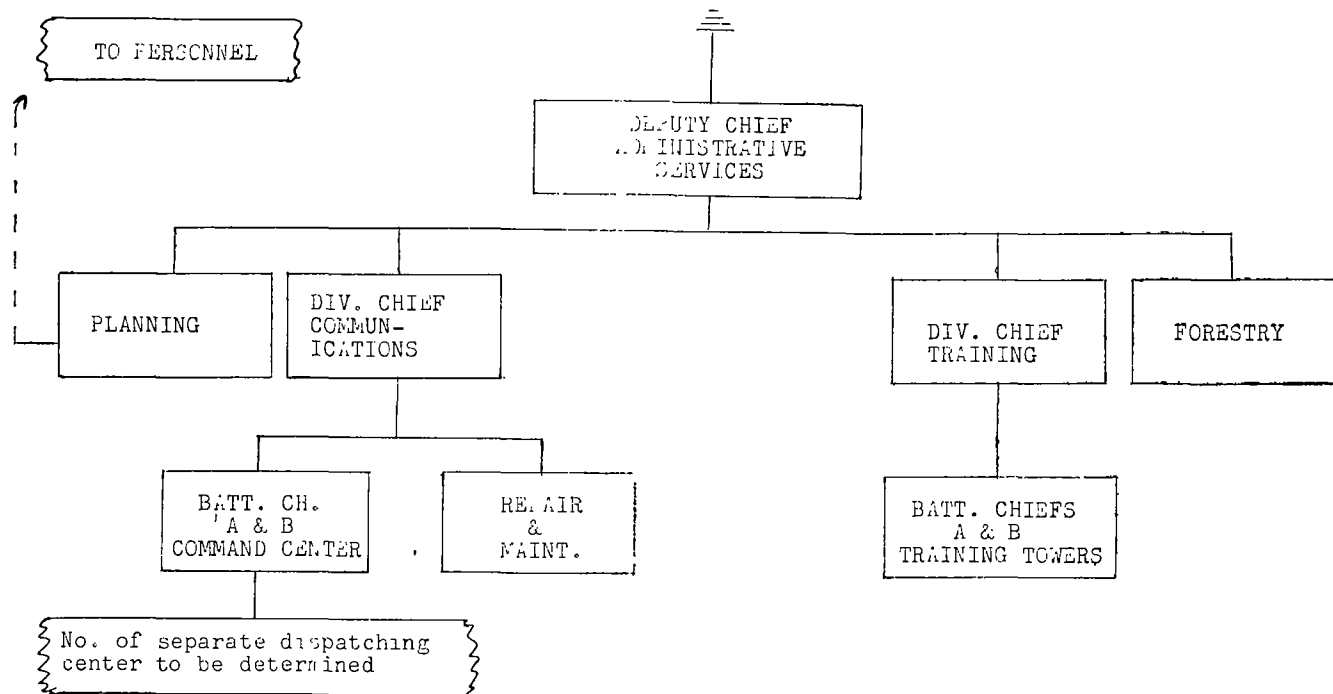 TO PERSONNEL
DEPUTY CHIEF
ADMINISTRATIVE
SERVICES
PLANNING
DIV. CHIEF
COMMUN-
ICATIONS
DIV. CHIEF
TRAINING
FORESTRY
BATT. CH.
A & B
COMMAND CENTER
REPAIR
&
MAINT.
BATT. CHIEFS
A & B
TRAINING TOWERS
No. of separate dispatching
center to be determined